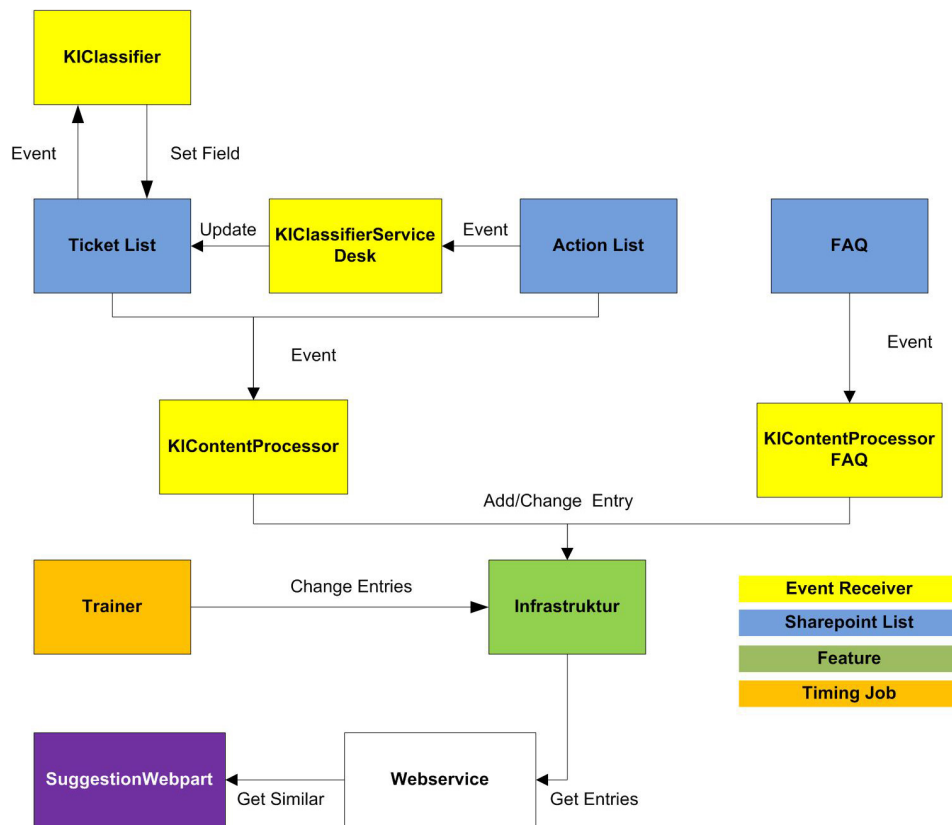 KIClassifier
Event
Set Field
Ticket List
Update
KIClassifierService
Desk
Event
Action List
FAQ
Event
Event
KIContentProcessor
KIContentProcessor
FAQ
Add/Change Entry
Trainer
Change Entries
Infrastruktur
Event Receiver
Sharepoint List
Feature
Timing Job
SuggestionWebpart
Get Similar
Webservice
Get Entries